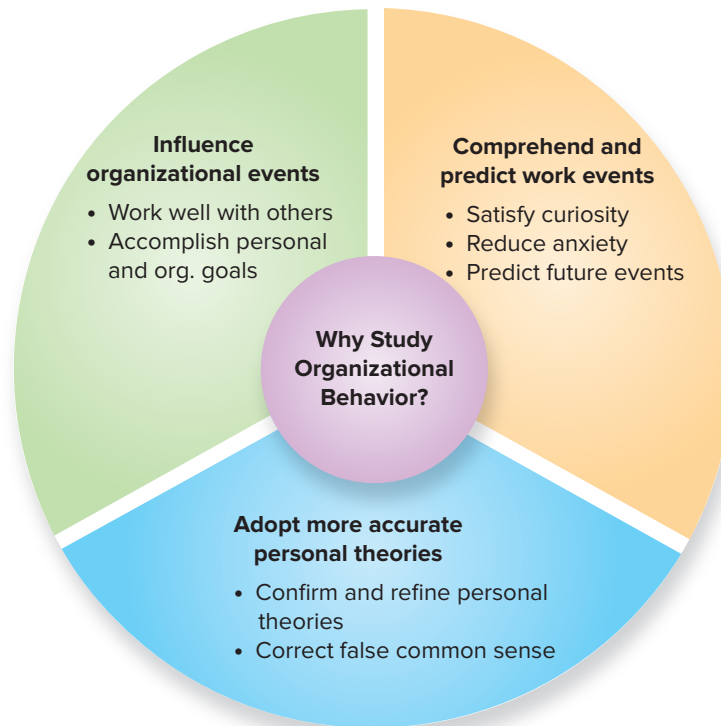 Influence
organizational events
• Work well with others
• Accomplish personal
and org. goals
Comprehend and
predict work events
• Satisfy curiosity
• Reduce anxiety
• Predict future events
Why Study
Organizational
Behavior?
Adopt more accurate
personal theories
• Confirm and refine personal
theories
• Correct false common sense